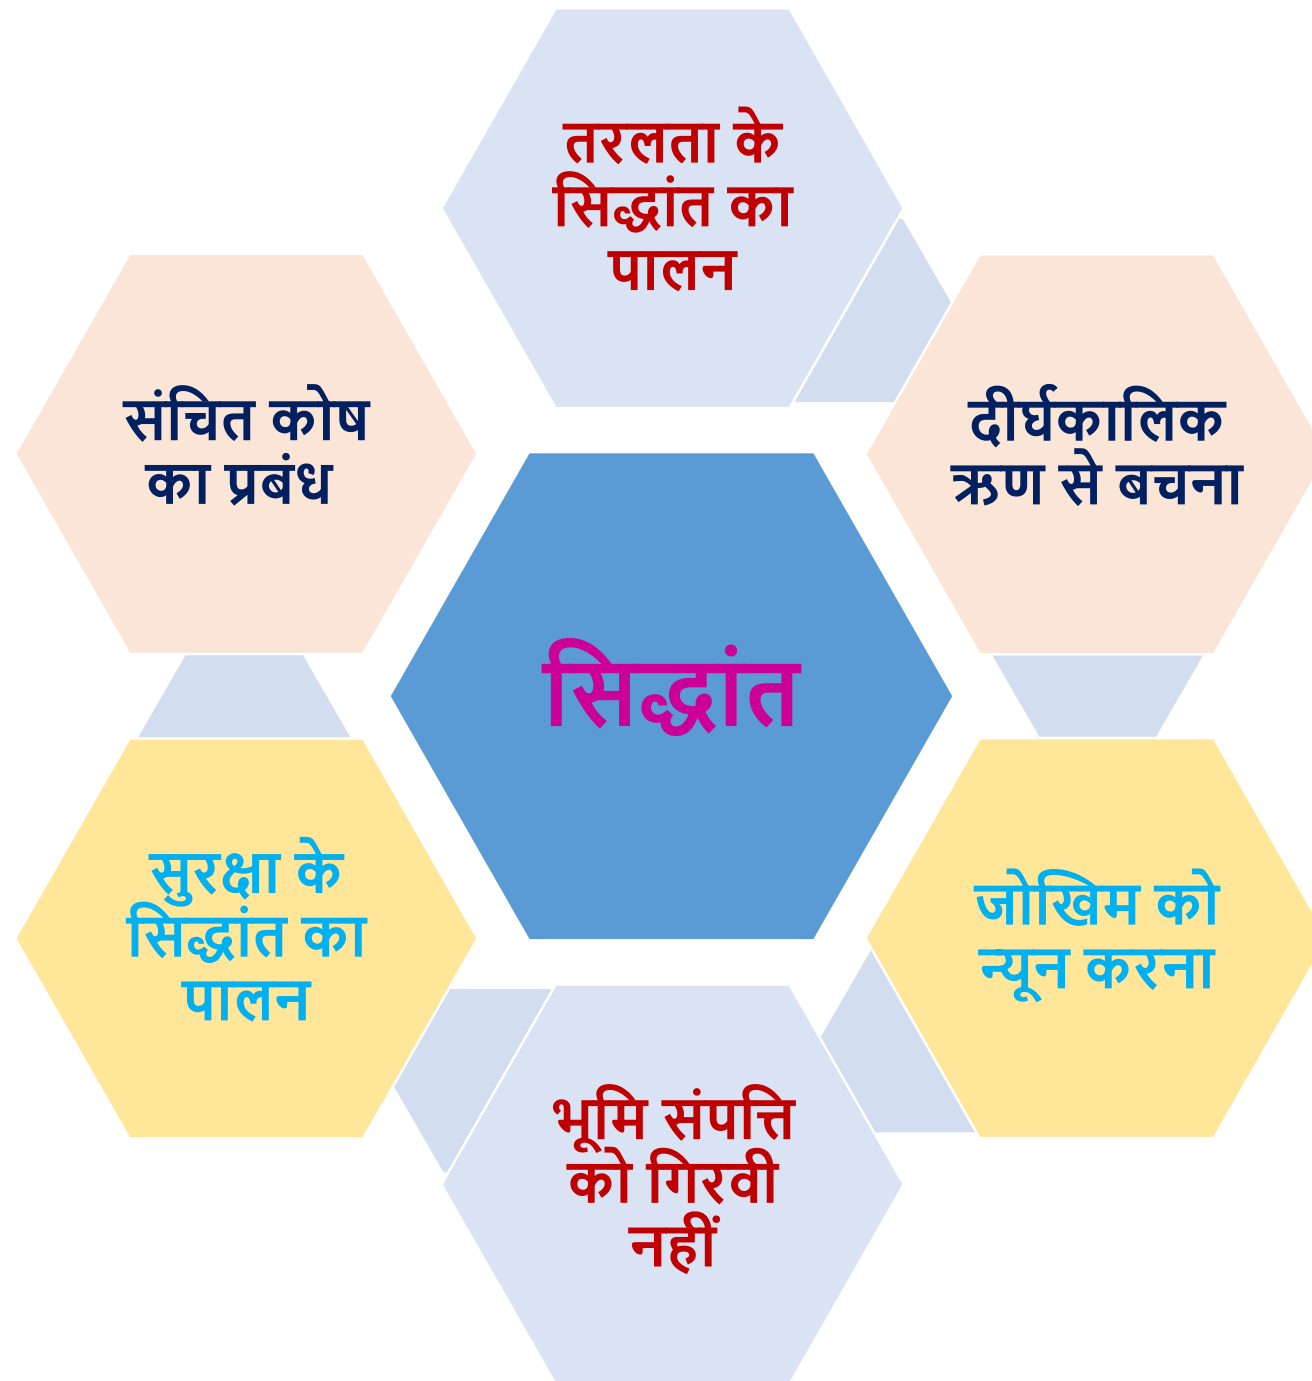 तरलता के
सिद्धांत का
पालन
दीर्घकालिक
ऋण से बचना
जोखिम को
न्यून करना
भूमि संपत्ति
को गिरवी
नहीं
सुरक्षा के
सिद्धांत का
पालन
संचित कोष
का प्रबंध
सिद्धांत